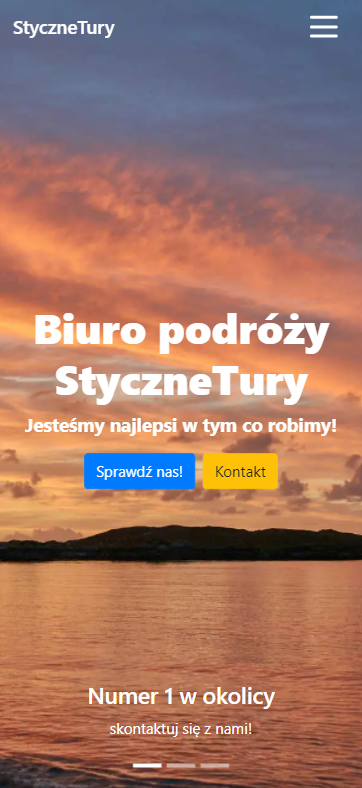 StyczneTury
Biuro podróży
StyczneTury
Jesteśmy najlepsi w tym co robimy!
Sprawdź nas!
Kontakt
Numer 1 w okolicy
skontaktuj się z nami!